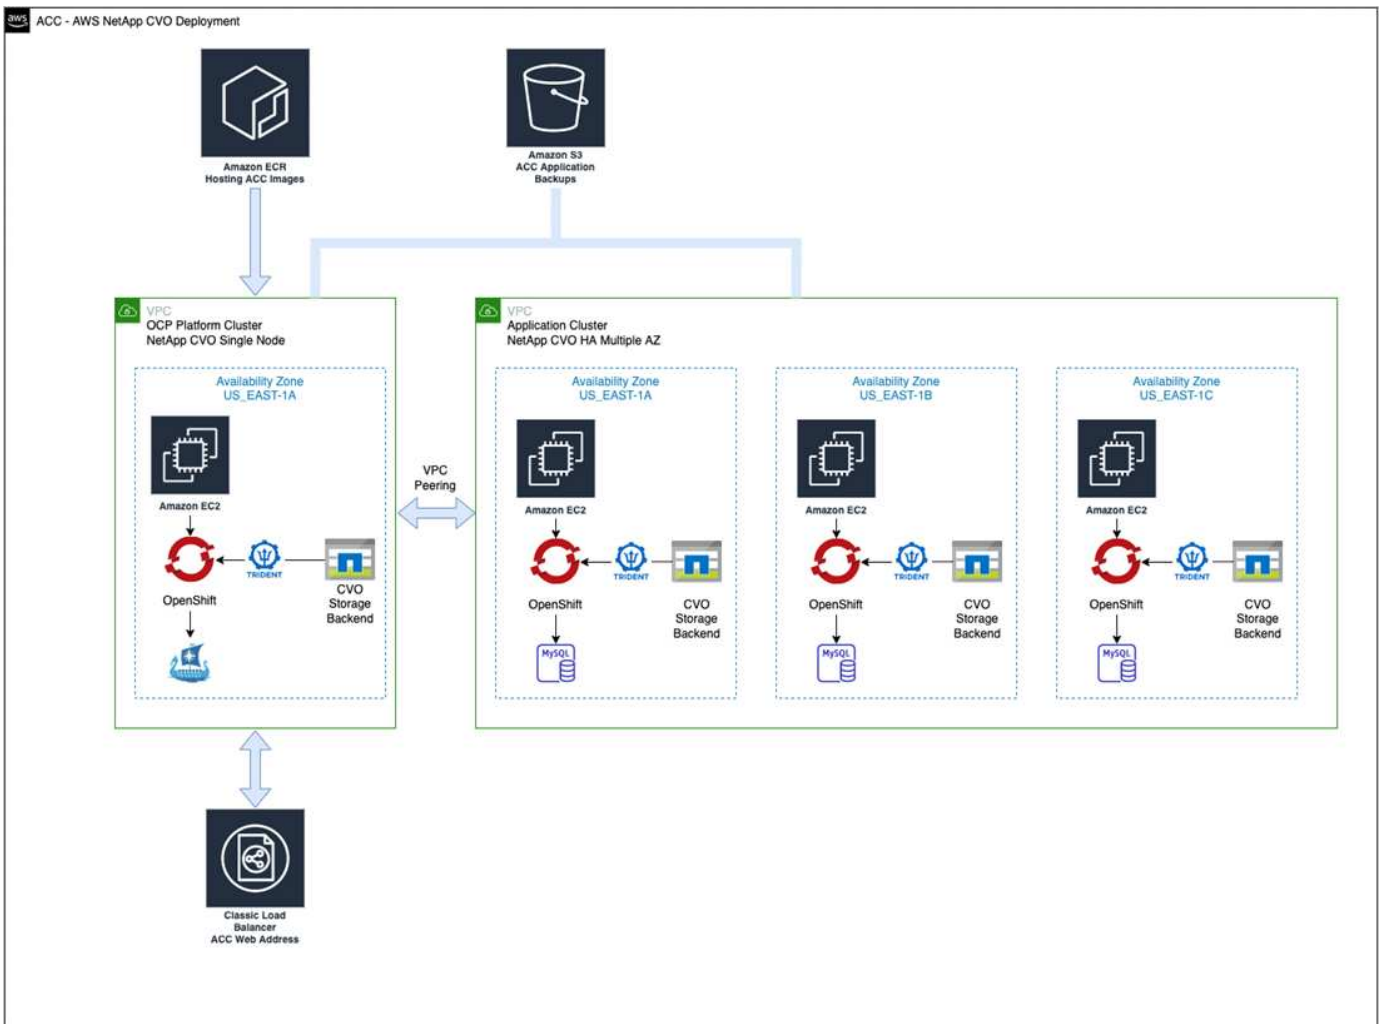 aws
ACC - AWS NetApp CVO Deployment
Amazon ECR
Hosting ACC Images
Amazon S3
ACC Application
Backups
VPC
OCP Platform Cluster
NetApp CVO Single Node
Availability Zone
US_EAST-1A
Amazon EC2
TRIDENT
OpenShift
CVO
Storage
Backend
VPC
Peering
VPC
Application Cluster
NetApp CVO HA Multiple AZ
Availability Zone
US_EAST-1A
Amazon EC2
TRIDENT
OpenShift
CVO
Storage
Backend
MySQL
Availability Zone
US_EAST-1B
Amazon EC2
TRIDENT
OpenShift
CVO
Storage
Backend
MySQL
Availability Zone
US_EAST-1C
Amazon EC2
TRIDENT
OpenShift
CVO
Storage
Backend
MySQL
Classic Load
Balancer
ACC Web Address